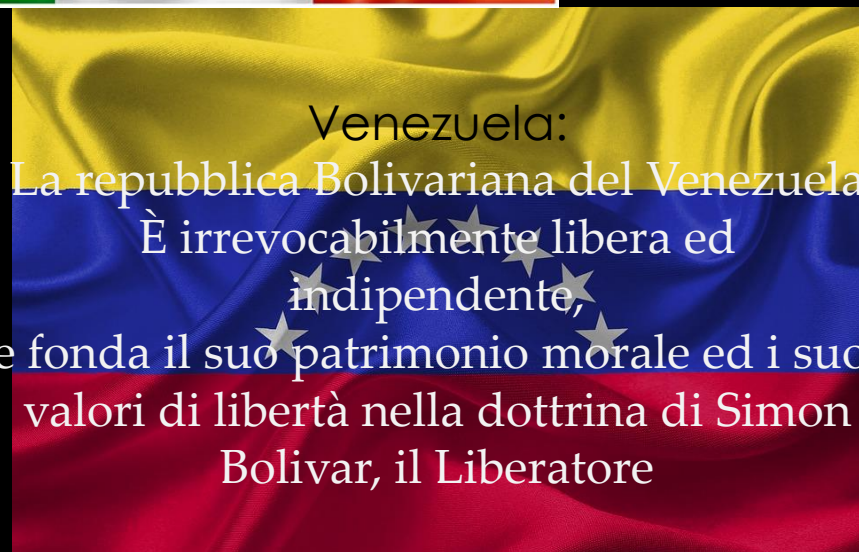 Venezuela:
La repubblica Bolivariana del Venezuela
È irrevocabilmente libera ed
indipendente,
e fonda il suo patrimonio morale ed i suo
valori di libertà nella dottrina di Simon
Bolivar, il Liberatore